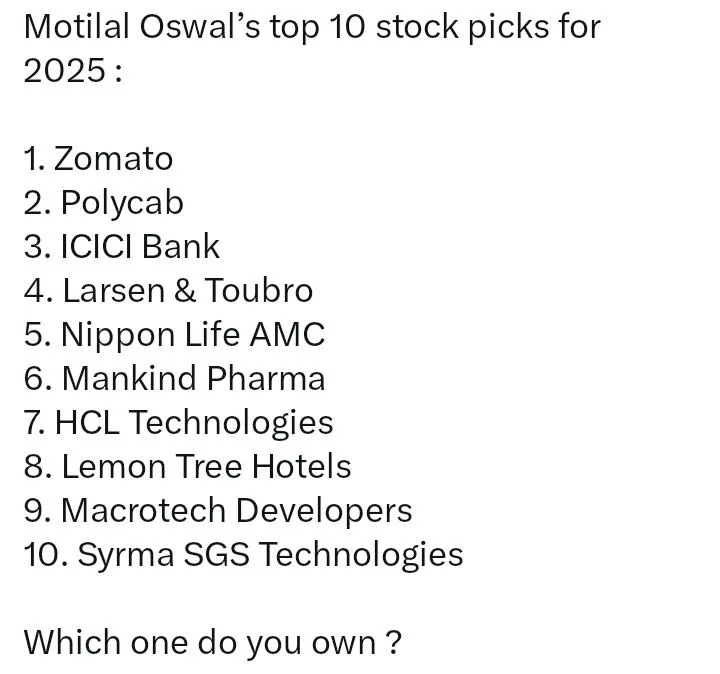 Motilal Oswal’s top 10 stock picks for
2025 :
1. Zomato
2. Polycab
3. ICICI Bank
4. Larsen & Toubro
5. Nippon Life AMC
6. Mankind Pharma
7. HCL Technologies
8. Lemon Tree Hotels
9. Macrotech Developers
10. Syrma SGS Technologies
Which one do you own ?